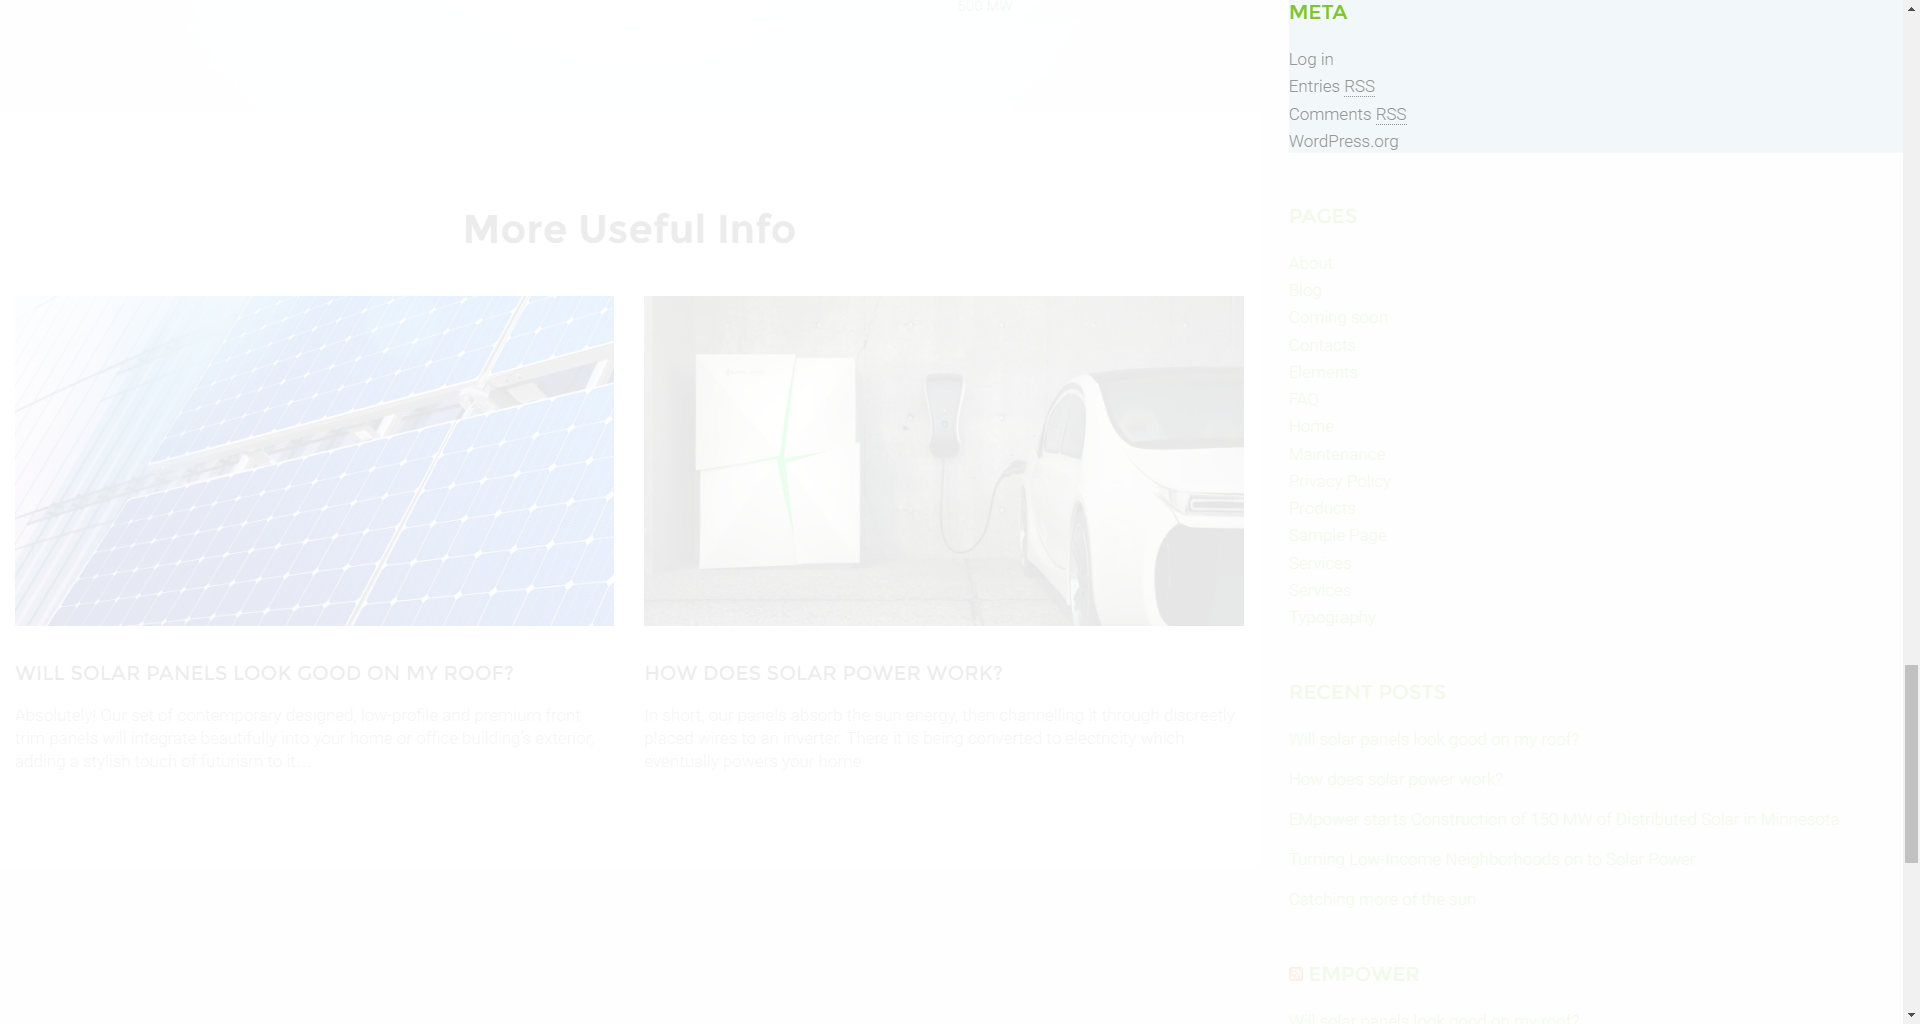 500 MW
More Useful Info
WILL SOLAR PANELS LOOK GOOD ON MY ROOF?
Absolutely! Our set of contemporary designed, low-profile and premium front
trim panels will integrate beautifully into your home or office building's exterior
adding a stylish touch of futurism to it...
HOW DOES SOLAR POWER WORK?
In short, our panels absorb the sun energy, then channelling it through discreetly
placed wires to an inverter. There it is being converted to electricity which
eventually powers your home.
META
Log in
Entries RSS
Comments RSS
WordPress.org
PAGES
About
Blog
Coming soon
Contacts
Elements
FAQ
Home
Maintenance
Privacy Policy
Products
Sample Page
Services
Services
Typography
RECENT POSTS
Will solar panels look good on my roof?
How does solar power work?
EMpower starts Construction of 150 MW of Distributed Solar in Minnesota
Turning Low-Income Neighborhoods on to Solar Power
Catching more of the sun
EMPOWER
Will solar panels look good on my roof?